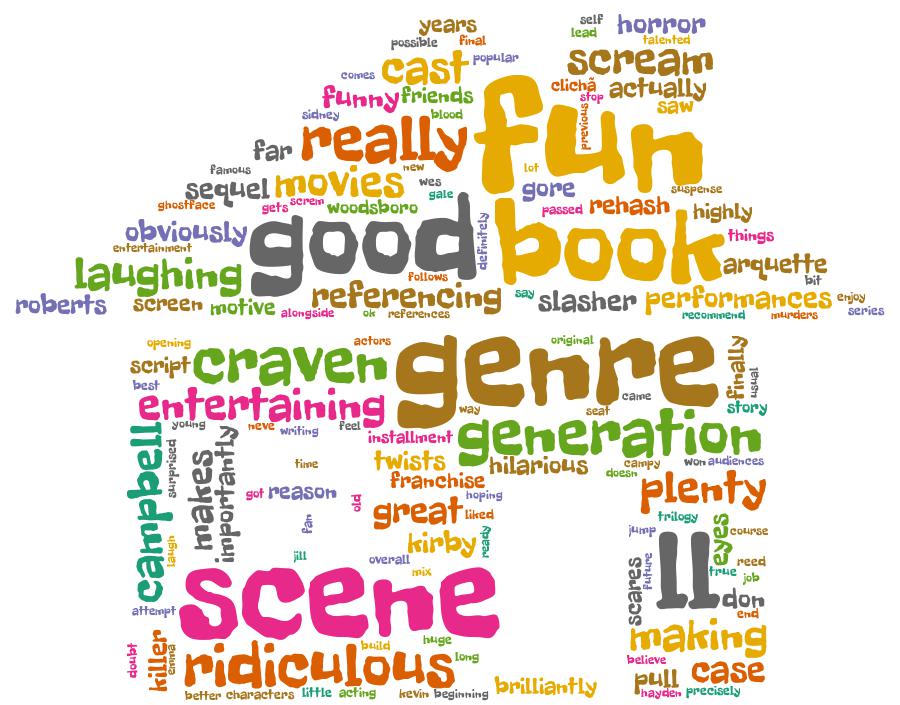 years
self
horror
lead
possible
final
talented
cast
popular
scream
comes
clichã
actually
funny
friends
stop
saw
sidney
blood
previous
fun
far
really
famous
new
lot
sequel
movies
wes
gore
suspense
gale
ghostface
gets
screm
woodsboro
passed
rehash
highly
obviously
good
definitely
book
things
entertainment
laughing
follows
arquette
bit
roberts
screen
motive
referencing
say
slasher
performances
enjoy
alongside
ok
references
recommend
murders
series
opening
actors
original
finally
script
craven
genre
usual
best
came
entertaining
way
seat
story
young
neve
writing
feel
installment
generation
campbell
surprised
makes
importantly
time
twists
hilarious
campy
doesn
won
audiences
got
reason
old
franchise
hoping
plenty
fan
great
liked
trilogy
jump
eyes
course
laugh
jill
kirby
ready
ll
overall
mix
scares
future
true
reed
job
attempt
scene
don
end
doubt
killer
emma
build
huge
making
ridiculous
long
believe
pull
case
better
characters
little
acting
kevin
beginning
brilliantly
hayden
precisely